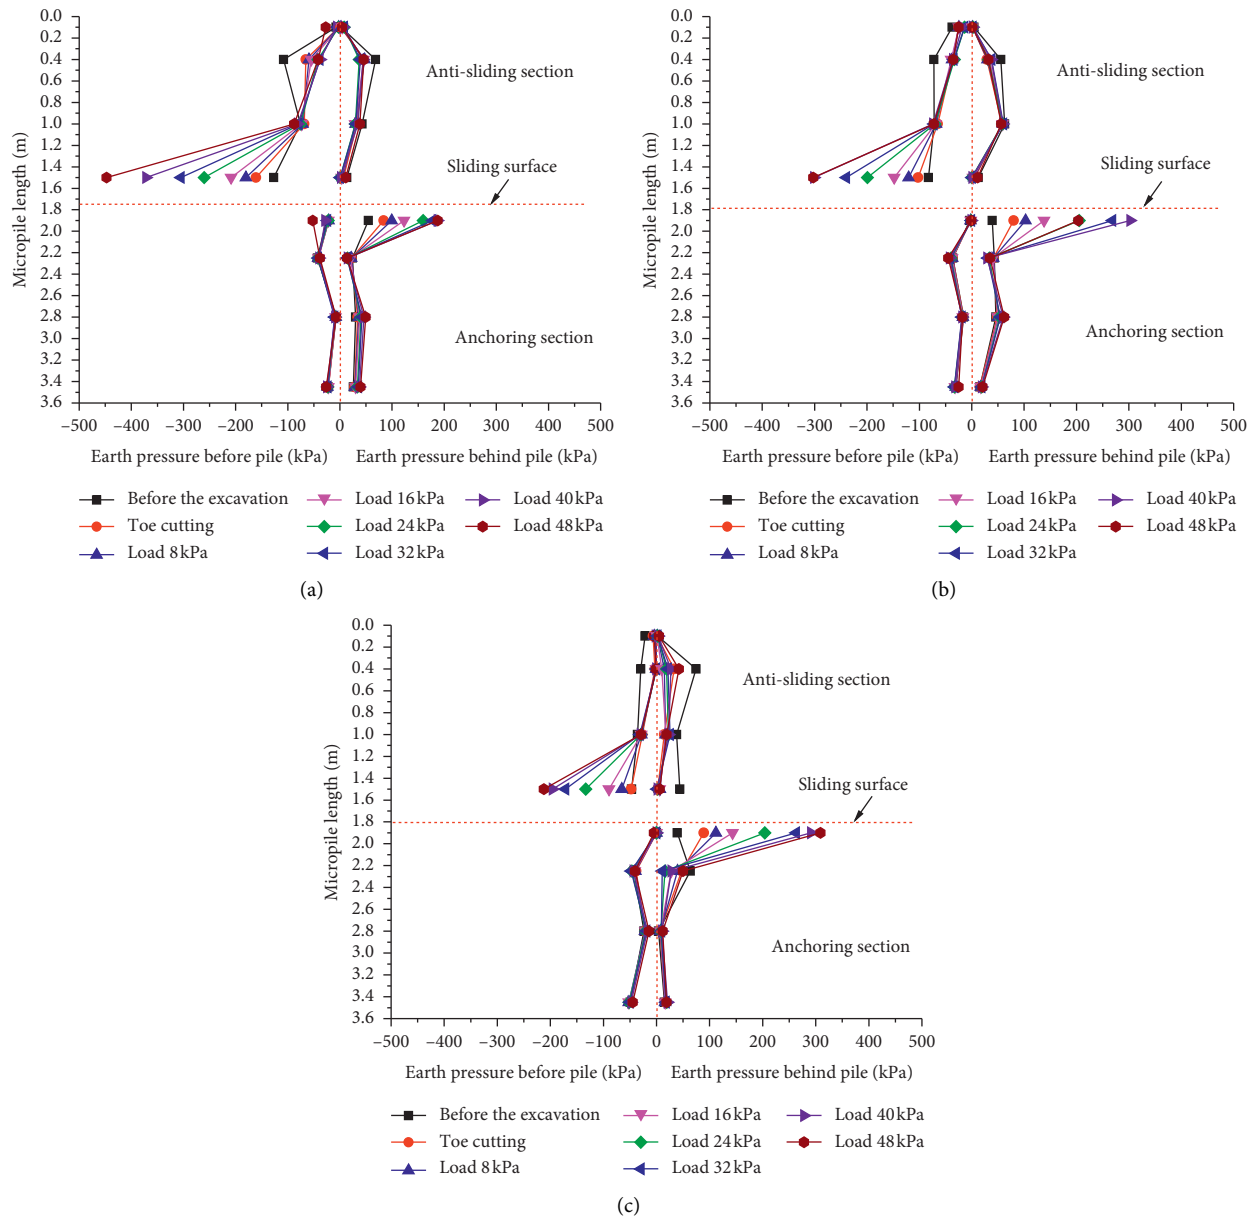 0.0
0.2
0.4
0.6
0.8
1.0
1.2
1.4
1.6
1.8
2.0
2.2
2.4
2.6
2.8
3.0
3.2
3.4
3.6
Micropile length (m)
Anti-sliding section
Sliding surface
Anchoring section
–500 –400 –300 –200 –100 0 100 200 300 400 500
Earth pressure before pile (kPa) Earth pressure behind pile (kPa)
Before the excavation Load 16 kPa Load 40 kPa
Toe cutting Load 24 kPa Load 48 kPa
Load 8 kPa Load 32 kPa
(a)
0.0
0.2
0.4
0.6
0.8
1.0
1.2
1.4
1.6
1.8
2.0
2.2
2.4
2.6
2.8
3.0
3.2
3.4
3.6
Micropile length (m)
Anti-sliding section
Sliding surface
Anchoring section
–500 –400 –300 –200 –100 0 100 200 300 400 500
Earth pressure before pile (kPa) Earth pressure behind pile (kPa)
Before the excavation Load 16 kPa Load 40 kPa
Toe cutting Load 24 kPa Load 48 kPa
Load 8 kPa Load 32 kPa
(b)
0.0
0.2
0.4
0.6
0.8
1.0
1.2
1.4
1.6
1.8
2.0
2.2
2.4
2.6
2.8
3.0
3.2
3.4
3.6
Micropile length (m)
Anti-sliding section
Sliding surface
Anchoring section
–500 –400 –300 –200 –100 0 100 200 300 400 500
Earth pressure before pile (kPa) Earth pressure behind pile (kPa)
Before the excavation Load 16 kPa Load 40 kPa
Toe cutting Load 24 kPa Load 48 kPa
Load 8 kPa Load 32 kPa
(c)